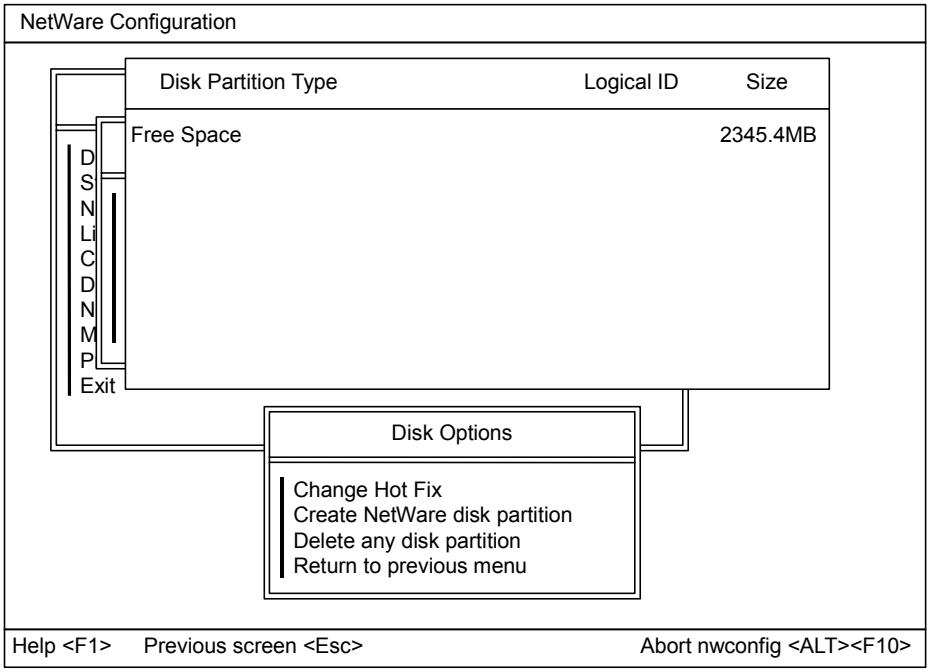 NetWare Configuration
Disk Partition Type Logical ID Size
Free Space 2345.4MB
D
S
N
Li
C
D
N
M
P
Exit
Disk Options
Change Hot Fix
Create NetWare disk partition
Delete any disk partition
Return to previous menu
Help <F1> Previous screen <Esc> Abort nwconfig <ALT><F10>